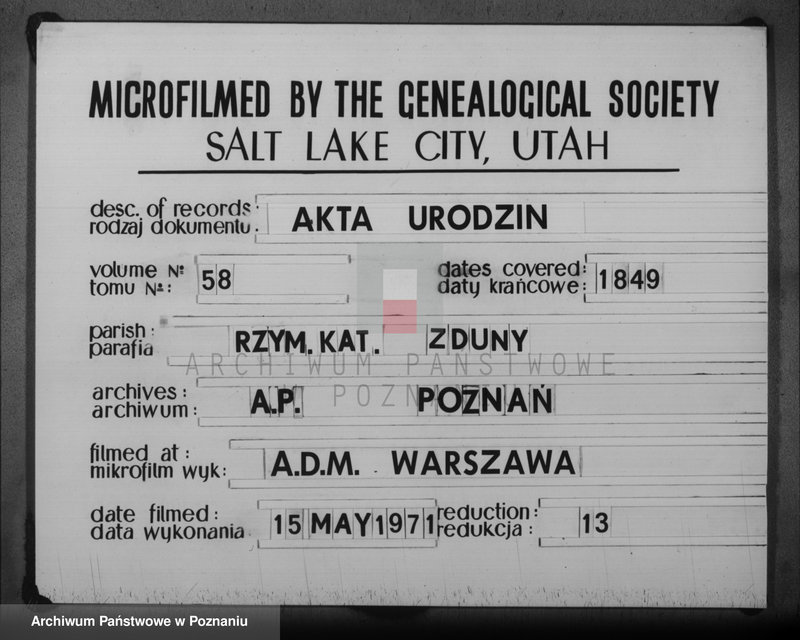 MICROFILMED BY THE GENEALOGICAL SOCIETY
SALT LAKE CITY, UTAH
desc. of records: AKTA URODZIN
rodzaj dokumentu.
volume Nº 58 dates covered: 1849
tomu Nº: daty krańcowe:
parish: RZYM. KAT. ZDUNY
parafia
ARCHIWUM PAŃSTWOWE
W POZNANIU
archives: A.P. POZNAŃ
archiwum:
filmed at: A.D.M. WARSZAWA
mikrofilm wyk:
date filmed: 15 MAY 1971 reduction: 13
data wykonania redukcja:
Archiwum Państwowe w Poznaniu